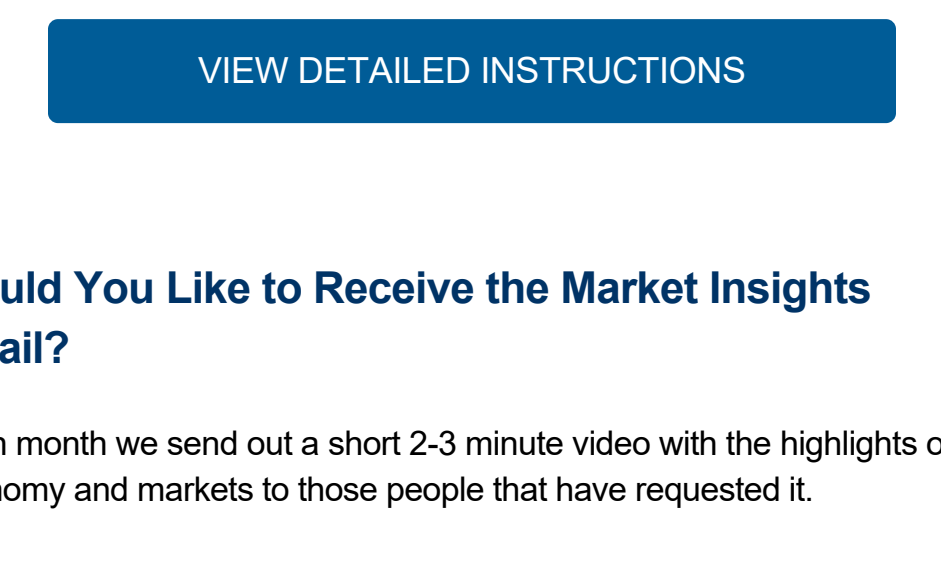 VIEW DETAILED INSTRUCTIONS
uld You Like to Receive the Market Insights
ail?
month we send out a short 2-3 minute video with the highlights
nomy and markets to those people that have requested it.